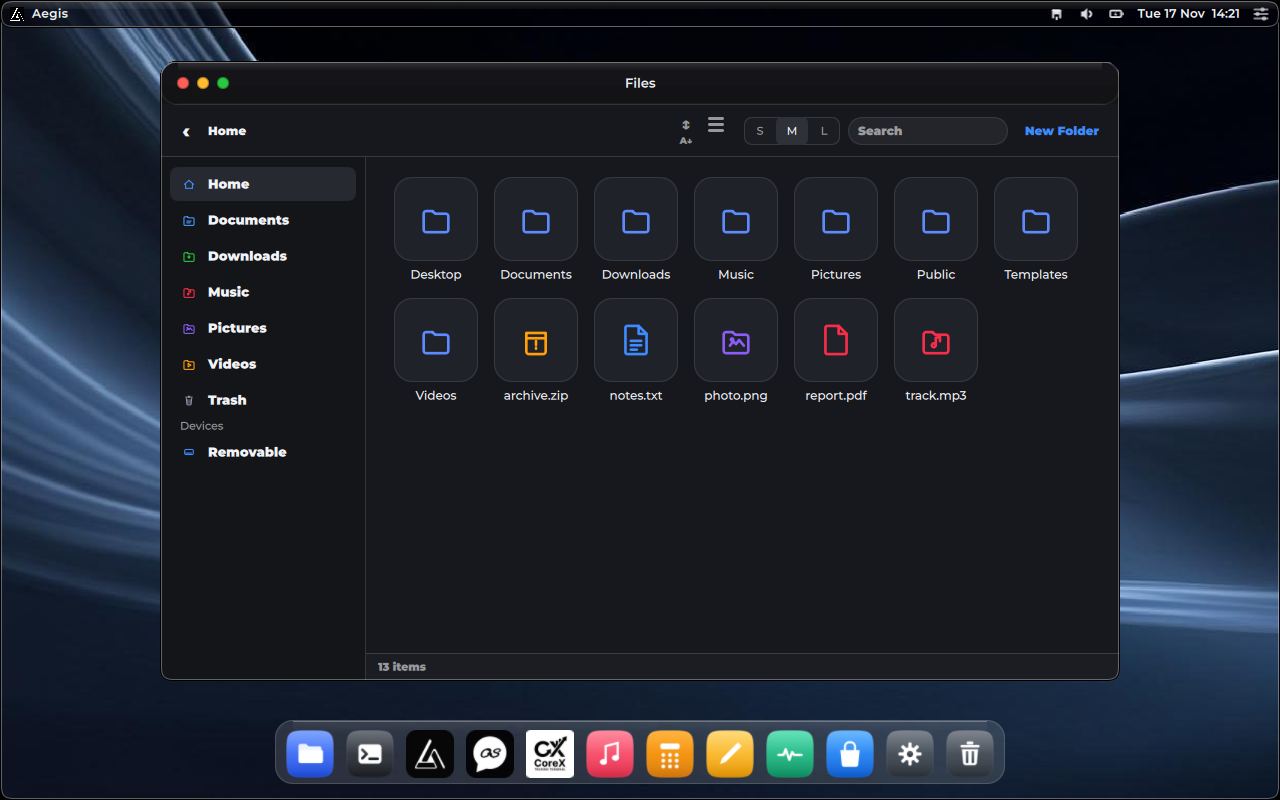 Aegis
Tue 17 Nov 14:21
Files
Home
A
S M L
Search
New Folder
Home
Documents
Downloads
Music
Pictures
Videos
Trash
Devices
Removable
Desktop Documents Downloads Music Pictures Public Templates
Videos archive.zip notes.txt photo.png report.pdf track.mp3
13 items
as
CX
CoreX